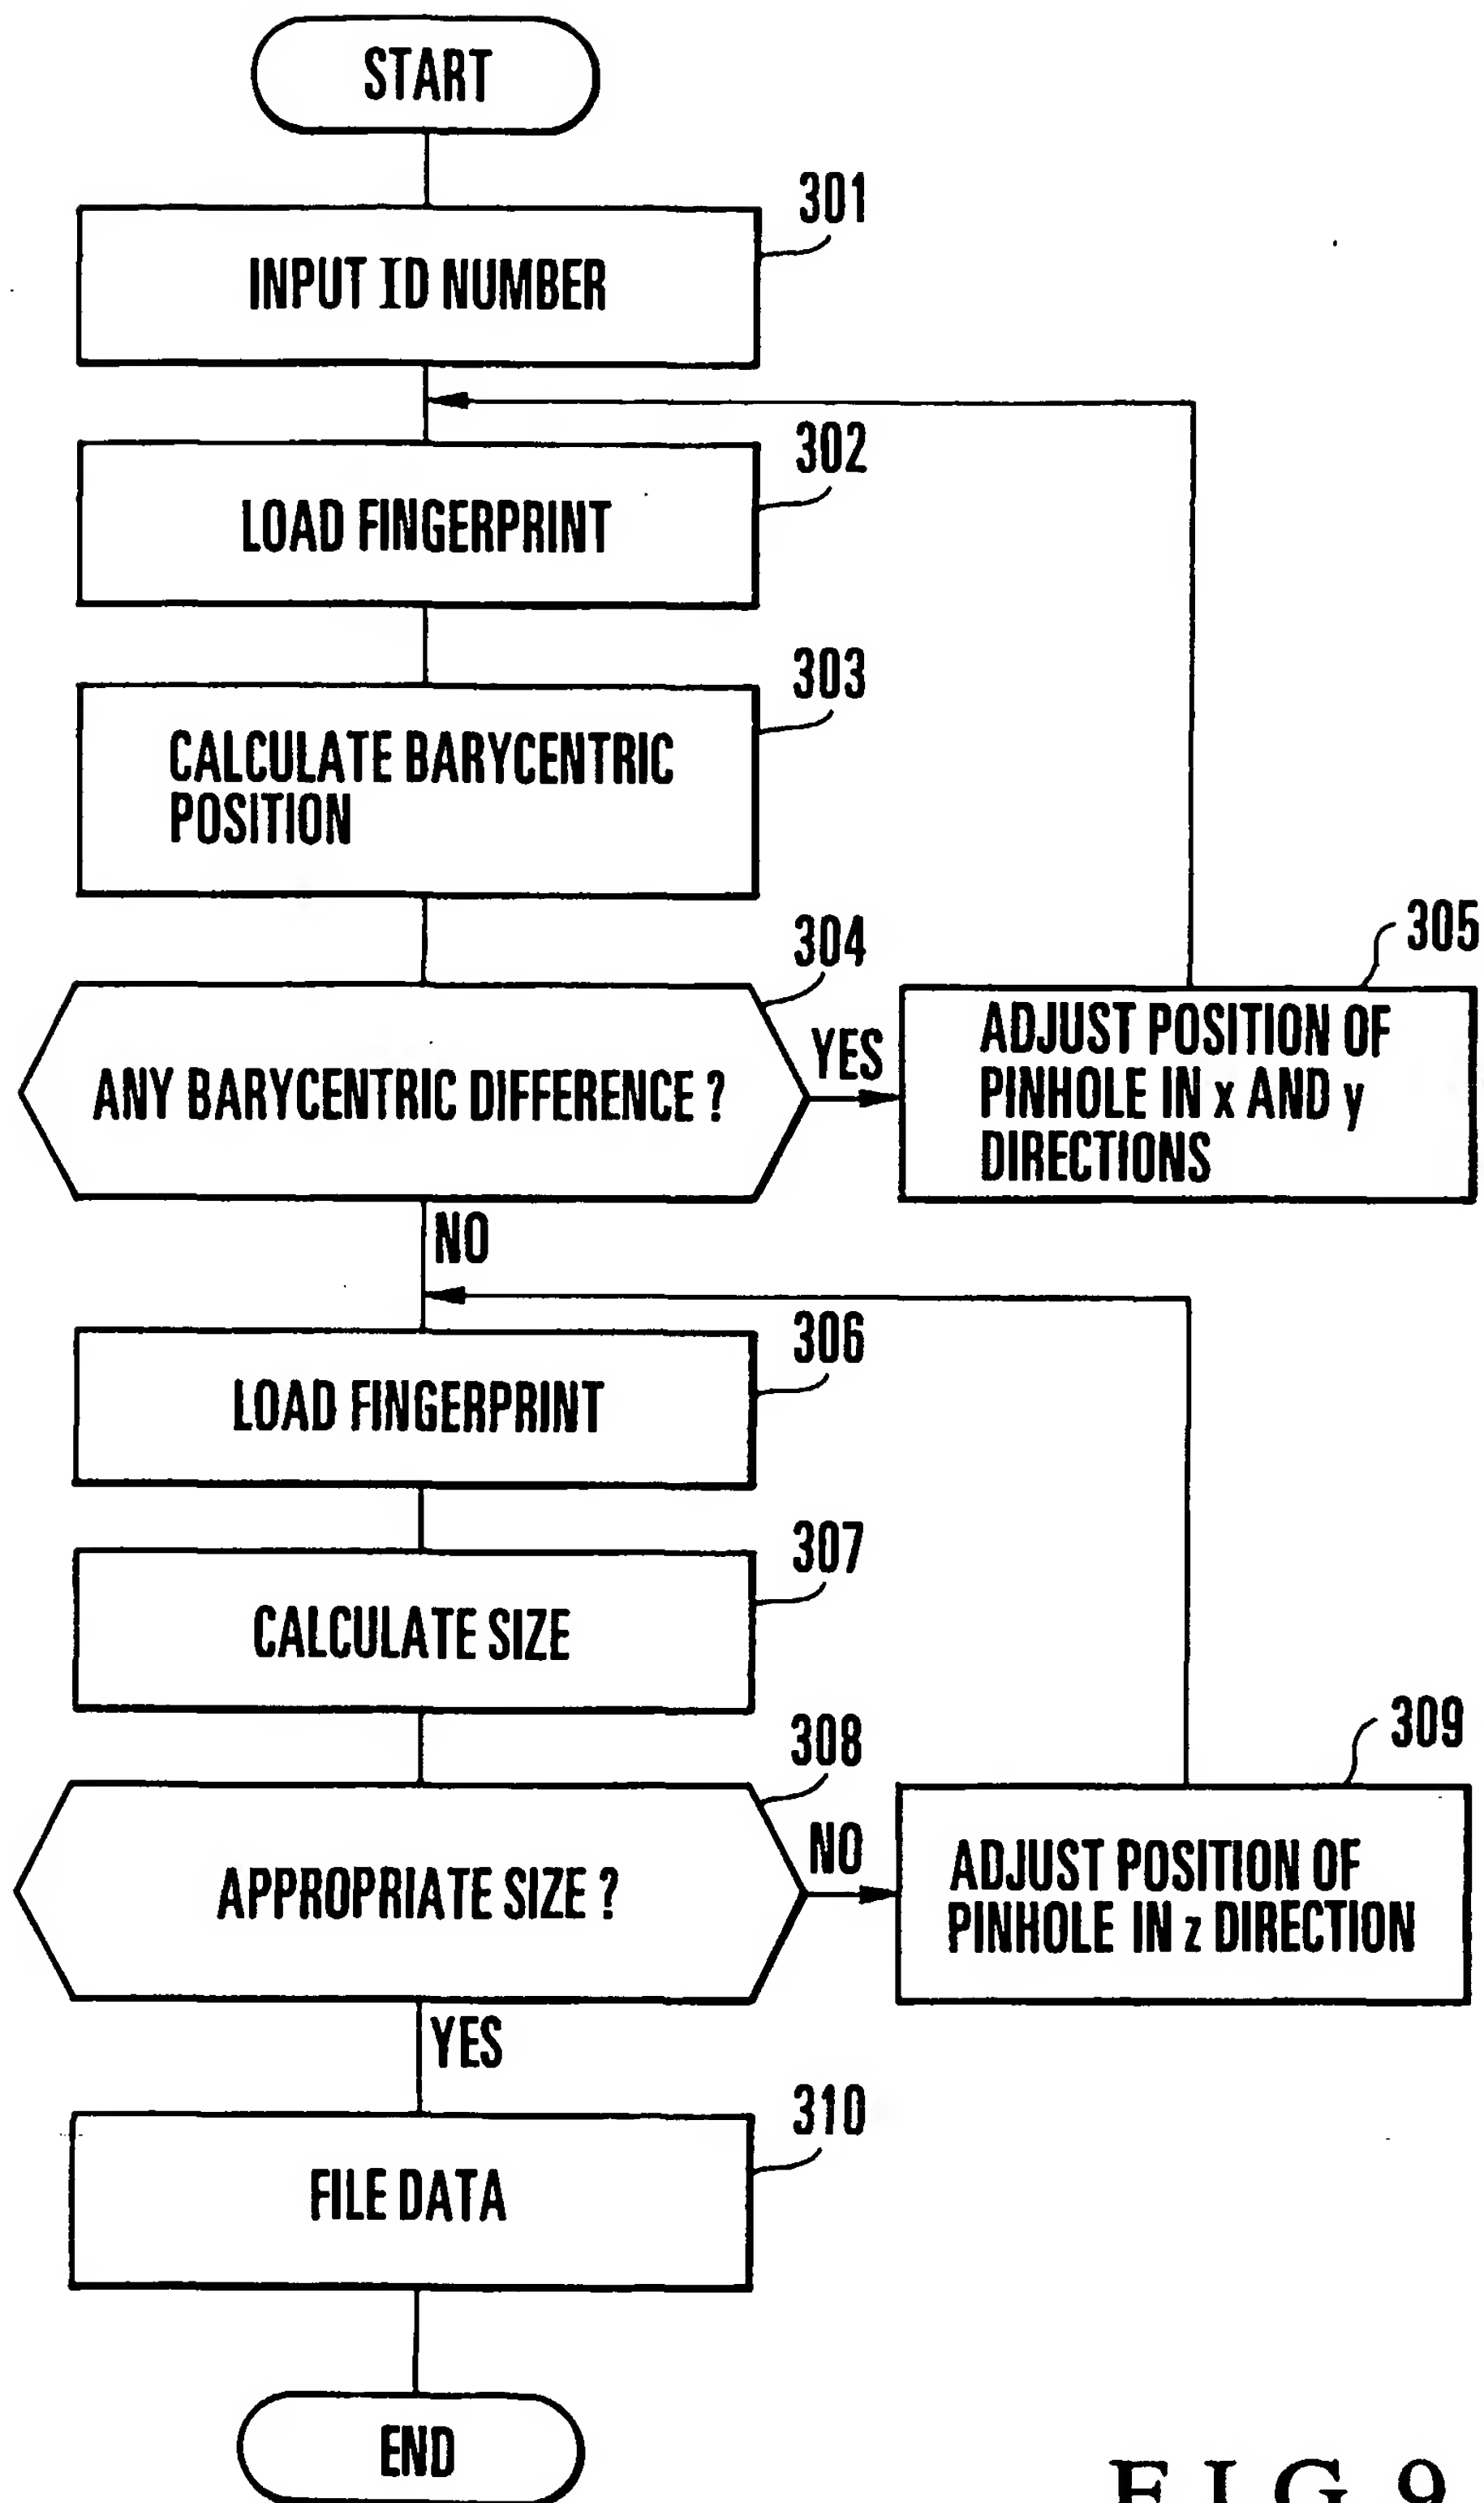 START
301
INPUT ID NUMBER
302
LOAD FINGERPRINT
303
CALCULATE BARYCENTRIC
POSITION
304
ANY BARYCENTRIC DIFFERENCE ?
YES
305
ADJUST POSITION OF
PINHOLE IN x AND y
DIRECTIONS
NO
306
LOAD FINGERPRINT
307
CALCULATE SIZE
308
APPROPRIATE SIZE ?
NO
309
ADJUST POSITION OF
PINHOLE IN z DIRECTION
YES
310
FILE DATA
END
FIG 9